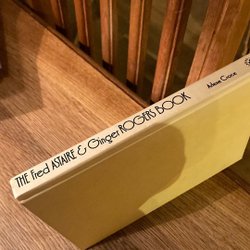 THE Fred ASTAIRE & Ginger ROGERS BOOK Arlene Croce